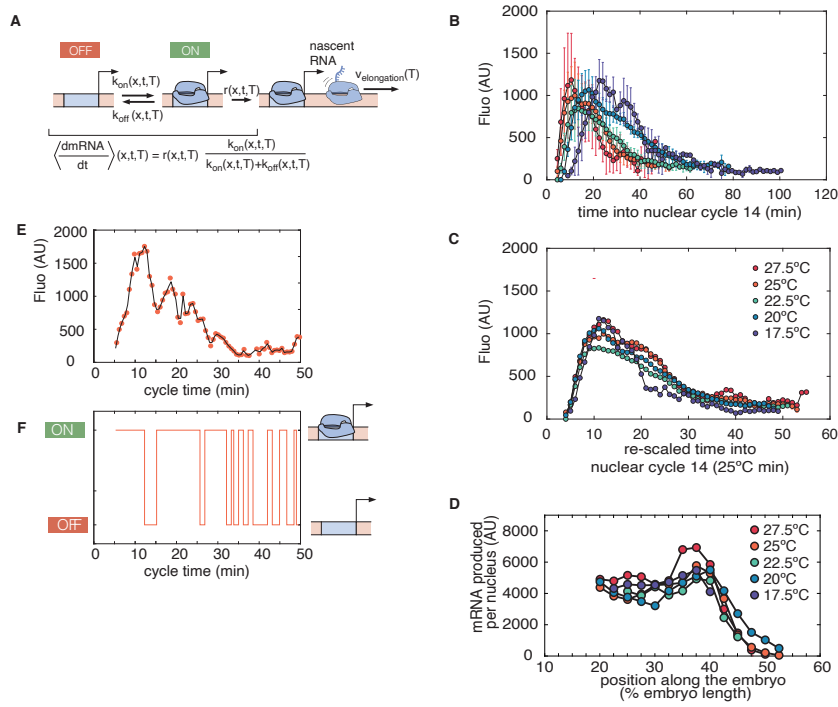 A
OFF
ON
nascent
RNA
kon(x,t,T)
koff(x,t,T)
r(x,t,T)
velongation(T)
⟨dmRNA/dt⟩(x,t,T) = r(x,t,T) kon(x,t,T)/kon(x,t,T)+koff(x,t,T)
B
Fluo (AU)
2000
1500
1000
500
0
0 20 40 60 80 100 120
time into nuclear cycle 14 (min)
C
Fluo (AU)
2000
1500
1000
500
0
27.5ºC
25ºC
22.5ºC
20ºC
17.5ºC
0 10 20 30 40 50 60
re-scaled time into
nuclear cycle 14 (25ºC min)
D
mRNA produced
per nucleus (AU)
8000
6000
4000
2000
0
27.5ºC
25ºC
22.5ºC
20ºC
17.5ºC
10 20 30 40 50 60
position along the embryo
(% embryo length)
E
Fluo (AU)
2000
1500
1000
500
0
0 10 20 30 40 50
cycle time (min)
F
ON
OFF
0 10 20 30 40 50
cycle time (min)